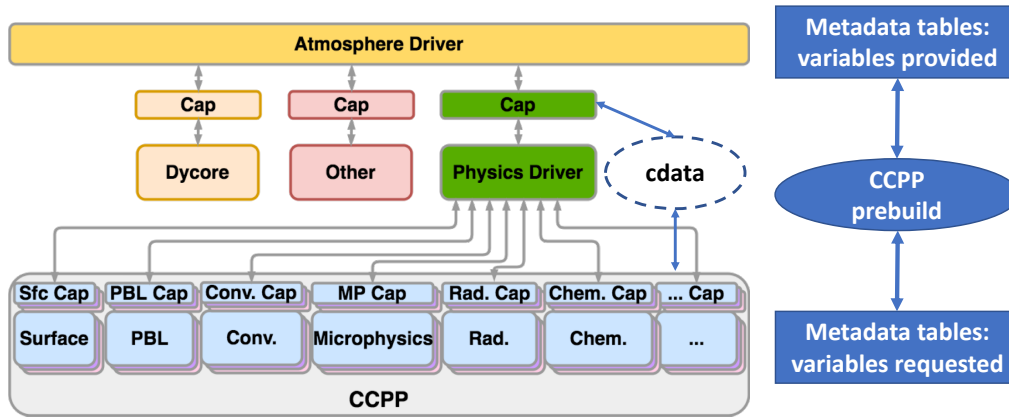 Atmosphere Driver
Cap
Cap
Cap
Dycore
Other
Physics Driver
cdata
Sfc Cap
PBL Cap
Conv. Cap
MP Cap
Rad. Cap
Chem. Cap
... Cap
Surface
PBL
Conv.
Microphysics
Rad.
Chem.
...
CCPP
Metadata tables:
variables provided
CCPP
prebuild
Metadata tables:
variables requested